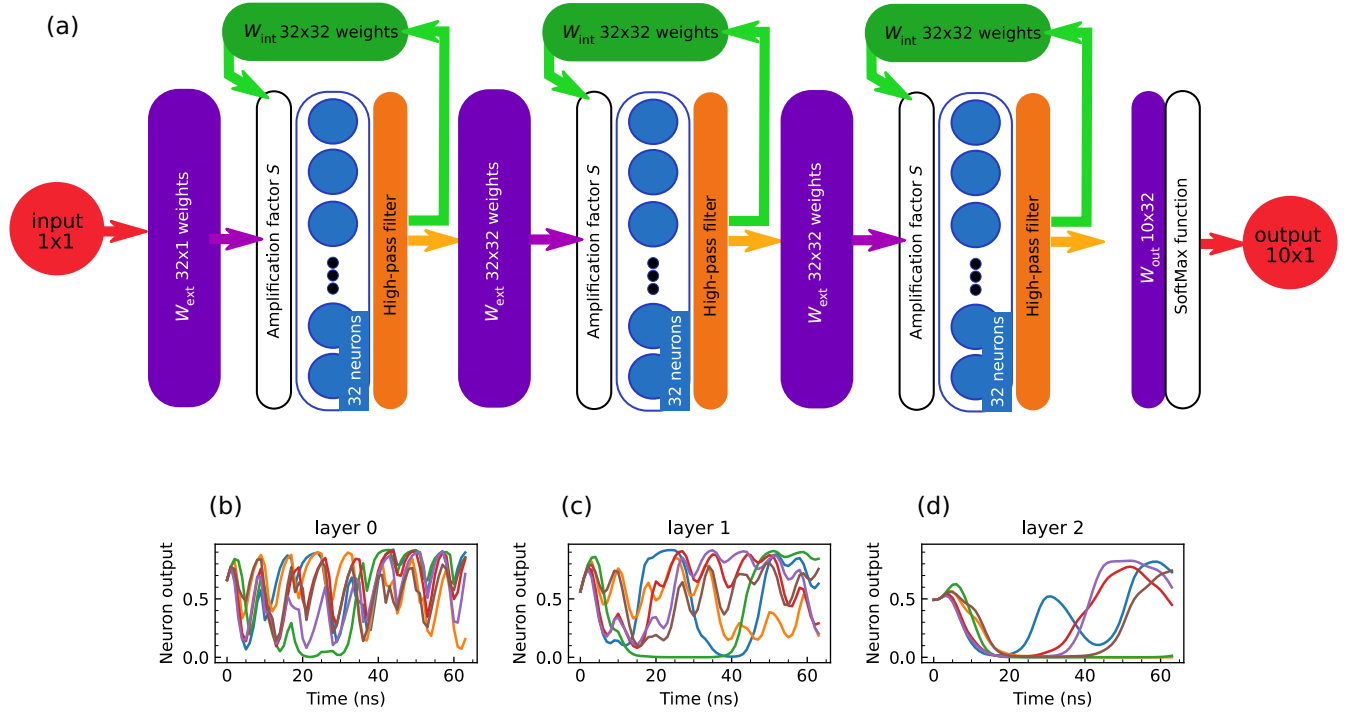 (a)
W_int 32x32 weights
W_int 32x32 weights
W_int 32x32 weights
input
1x1
W_ext 32x1 weights
Amplification factor S
32 neurons
High-pass filter
W_ext 32x32 weights
Amplification factor S
32 neurons
High-pass filter
W_ext 32x32 weights
Amplification factor S
32 neurons
High-pass filter
W_out 10x32
SoftMax function
output
10x1
(b)
layer 0
Neuron output
0.5
0.0
0 20 40 60
Time (ns)
(c)
layer 1
Neuron output
0.5
0.0
0 20 40 60
Time (ns)
(d)
layer 2
Neuron output
0.5
0.0
0 20 40 60
Time (ns)